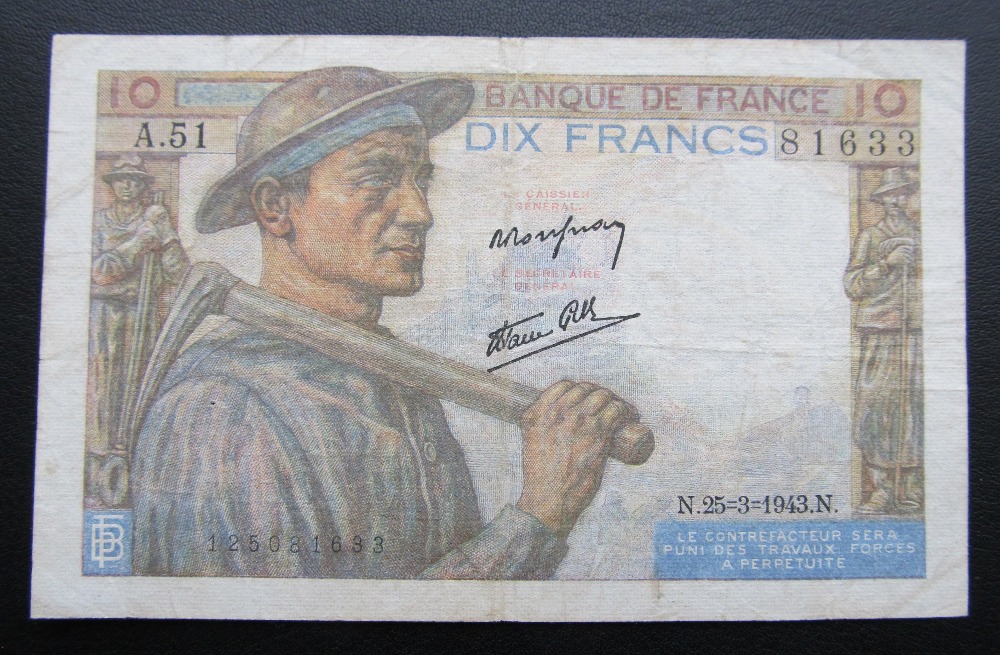 10 BANQUE DE FRANCE 10
A.51 DIX FRANCS 81633
CAISSIER
GÉNÉRAL
LE SECRÉTAIRE
GÉNÉRAL
N.25=3=1943.N.
125081633
LE CONTREFACTEUR SERA
PUNI DES TRAVAUX FORCÉS
A PERPÉTUITÉ